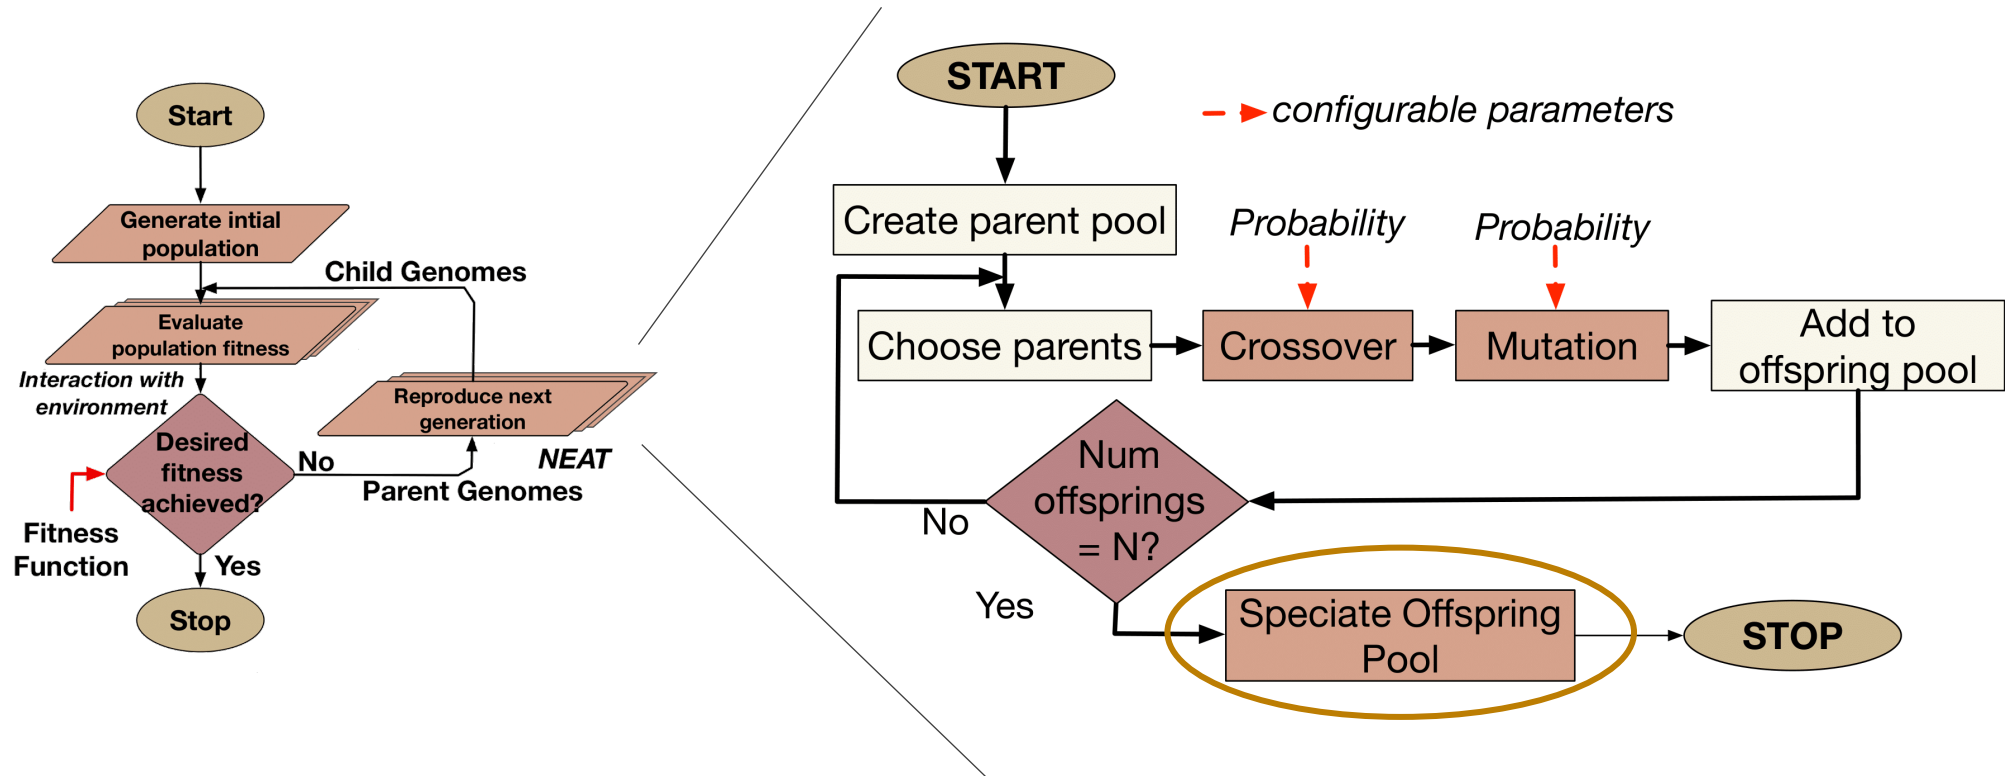 Start
Generate intial
population
Child Genomes
Evaluate
population fitness
Interaction with
environment
Reproduce next
generation
NEAT
Desired
fitness
achieved?
No
Parent Genomes
Fitness
Function
Yes
Stop
START
configurable parameters
Create parent pool
Probability
Probability
Choose parents
Crossover
Mutation
Add to
offspring pool
Num
offsprings
= N?
No
Yes
Speciate Offspring
Pool
STOP